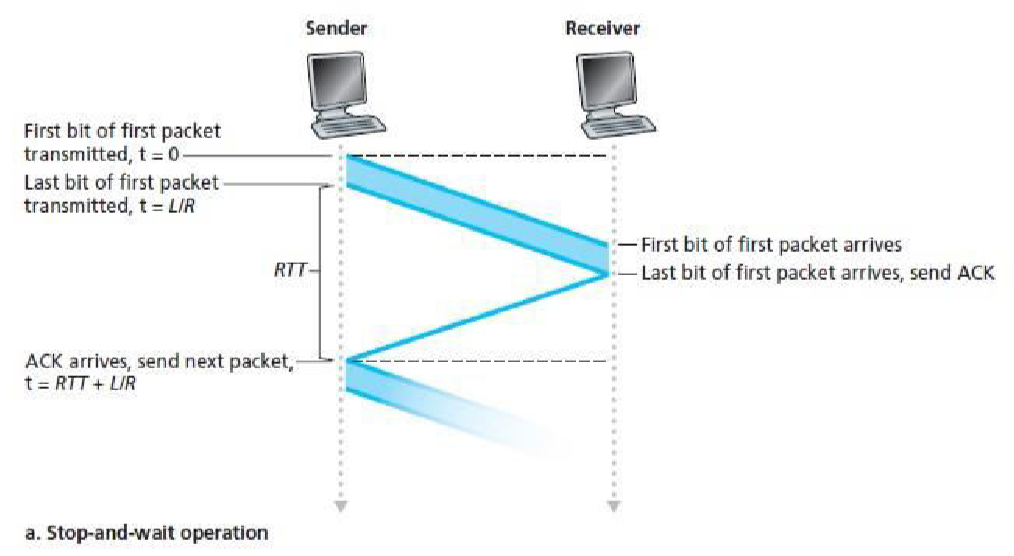 Sender
Receiver
First bit of first packet
transmitted, t = 0
Last bit of first packet
transmitted, t = L/R
First bit of first packet arrives
Last bit of first packet arrives, send ACK
RTT
ACK arrives, send next packet,
t = RTT + L/R
a. Stop-and-wait operation